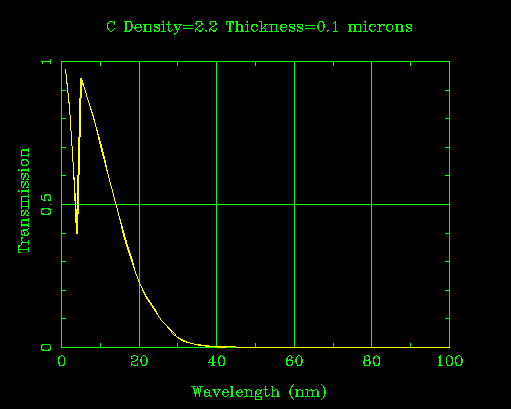 C Density=2.2 Thickness=0.1 microns
1
0.5
0
Transmission
0 20 40 60 80 100
Wavelength (nm)